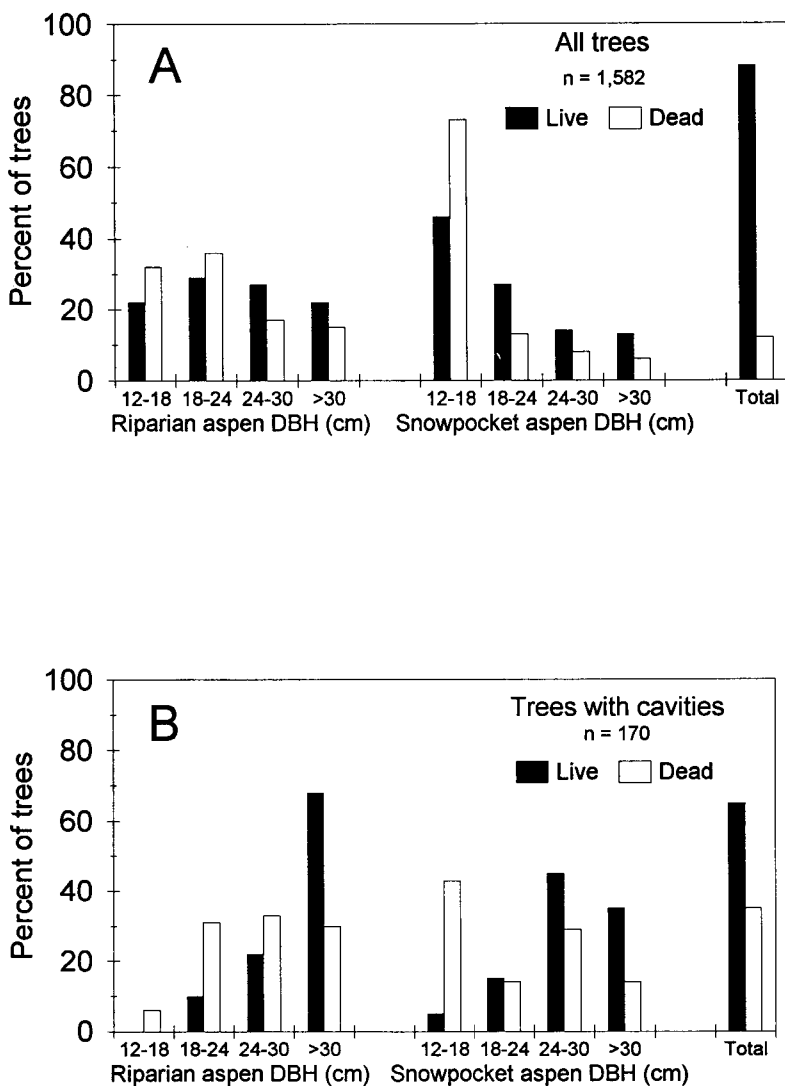 A
All trees
n = 1,582
Live Dead
Percent of trees
100
80
60
40
20
0
12-18 18-24 24-30 >30 12-18 18-24 24-30 >30 Total
Riparian aspen DBH (cm) Snowpocket aspen DBH (cm)
B
Trees with cavities
n = 170
Live Dead
Percent of trees
100
80
60
40
20
0
12-18 18-24 24-30 >30 12-18 18-24 24-30 >30 Total
Riparian aspen DBH (cm) Snowpocket aspen DBH (cm)